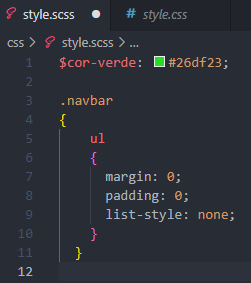 style.scss ● # style.css
css > style.scss > ...
1 $cor-verde: #26df23;
2
3 .navbar
4 {
5 ul
6 {
7 margin: 0;
8 padding: 0;
9 list-style: none;
10 }
11 }
12